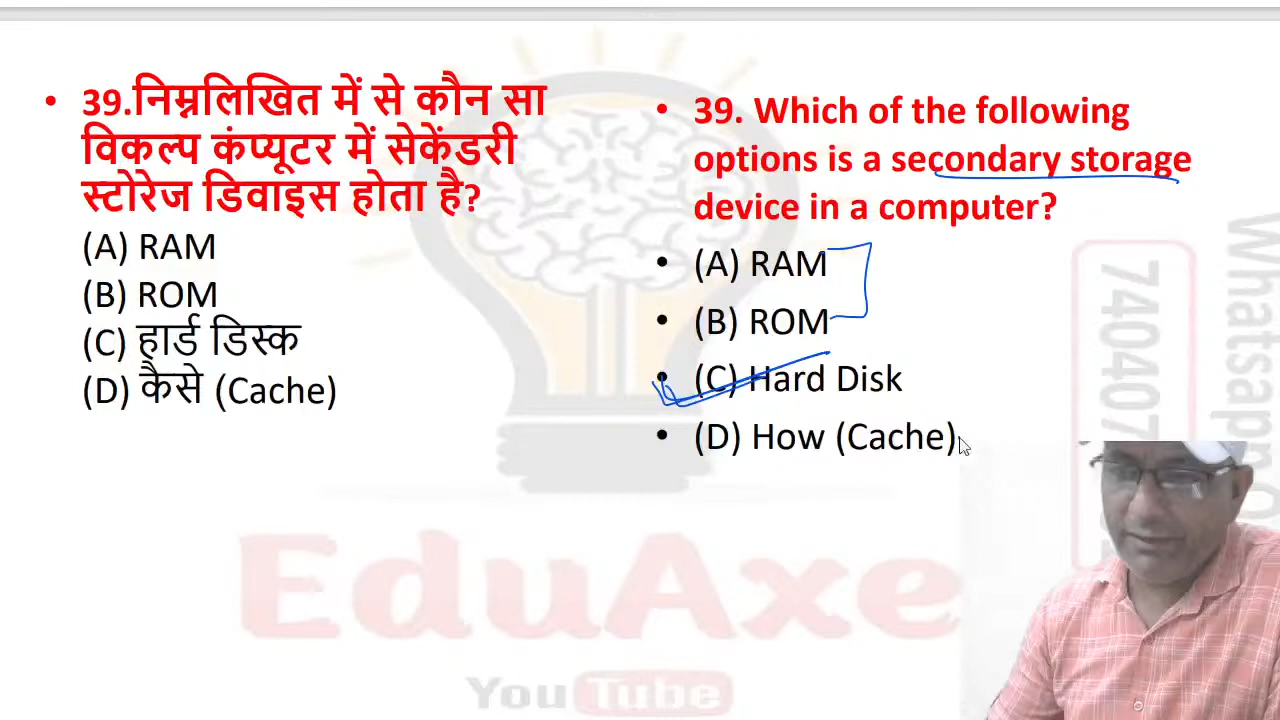 39.निम्नलिखित में से कौन सा
विकल्प कंप्यूटर में सेकेंडरी
स्टोरेज डिवाइस होता है?
(A) RAM
(B) ROM
(C) हार्ड डिस्क
(D) कैसे (Cache)
39. Which of the following
options is a secondary storage
device in a computer?
(A) RAM
(B) ROM
(C) Hard Disk
(D) How (Cache)
EduAxe
YouTube